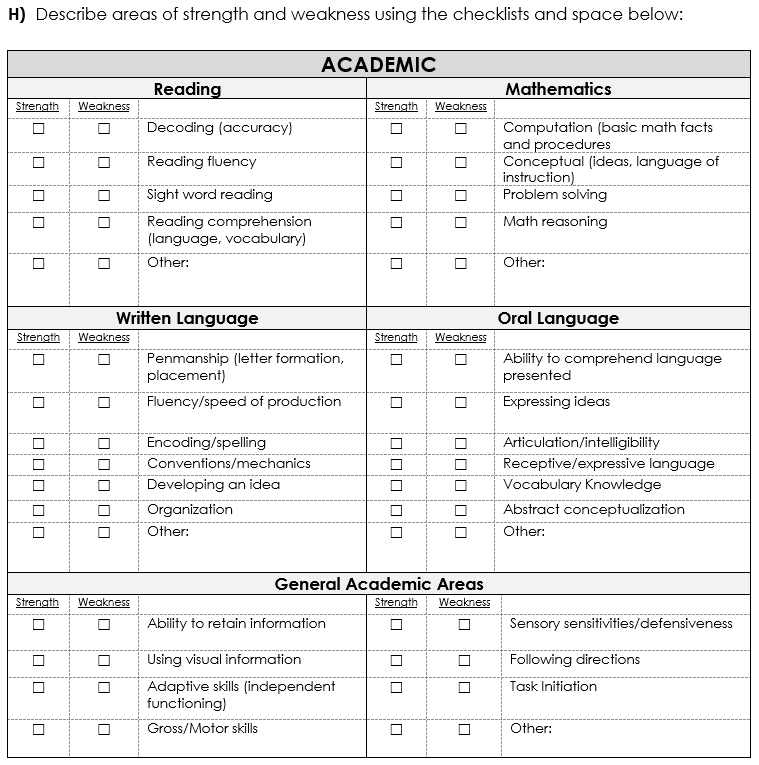 H) Describe areas of strength and weakness using the checklists and space below:
ACADEMIC
Reading
Strength Weakness
☐ ☐ Decoding (accuracy)
☐ ☐ Reading fluency
☐ ☐ Sight word reading
☐ ☐ Reading comprehension
(language, vocabulary)
☐ ☐ Other:
Mathematics
Strength Weakness
☐ ☐ Computation (basic math facts
and procedures
☐ ☐ Conceptual (ideas, language of
instruction)
☐ ☐ Problem solving
☐ ☐ Math reasoning
☐ ☐ Other:
Written Language
Strength Weakness
☐ ☐ Penmanship (letter formation,
placement)
☐ ☐ Fluency/speed of production
☐ ☐ Encoding/spelling
☐ ☐ Conventions/mechanics
☐ ☐ Developing an idea
☐ ☐ Organization
☐ ☐ Other:
Oral Language
Strength Weakness
☐ ☐ Ability to comprehend language
presented
☐ ☐ Expressing ideas
☐ ☐ Articulation/intelligibility
☐ ☐ Receptive/expressive language
☐ ☐ Vocabulary Knowledge
☐ ☐ Abstract conceptualization
☐ ☐ Other:
General Academic Areas
Strength Weakness
☐ ☐ Ability to retain information
☐ ☐ Using visual information
☐ ☐ Adaptive skills (independent
functioning)
☐ ☐ Gross/Motor skills
Strength Weakness
☐ ☐ Sensory sensitivities/defensiveness
☐ ☐ Following directions
☐ ☐ Task Initiation
☐ ☐ Other: